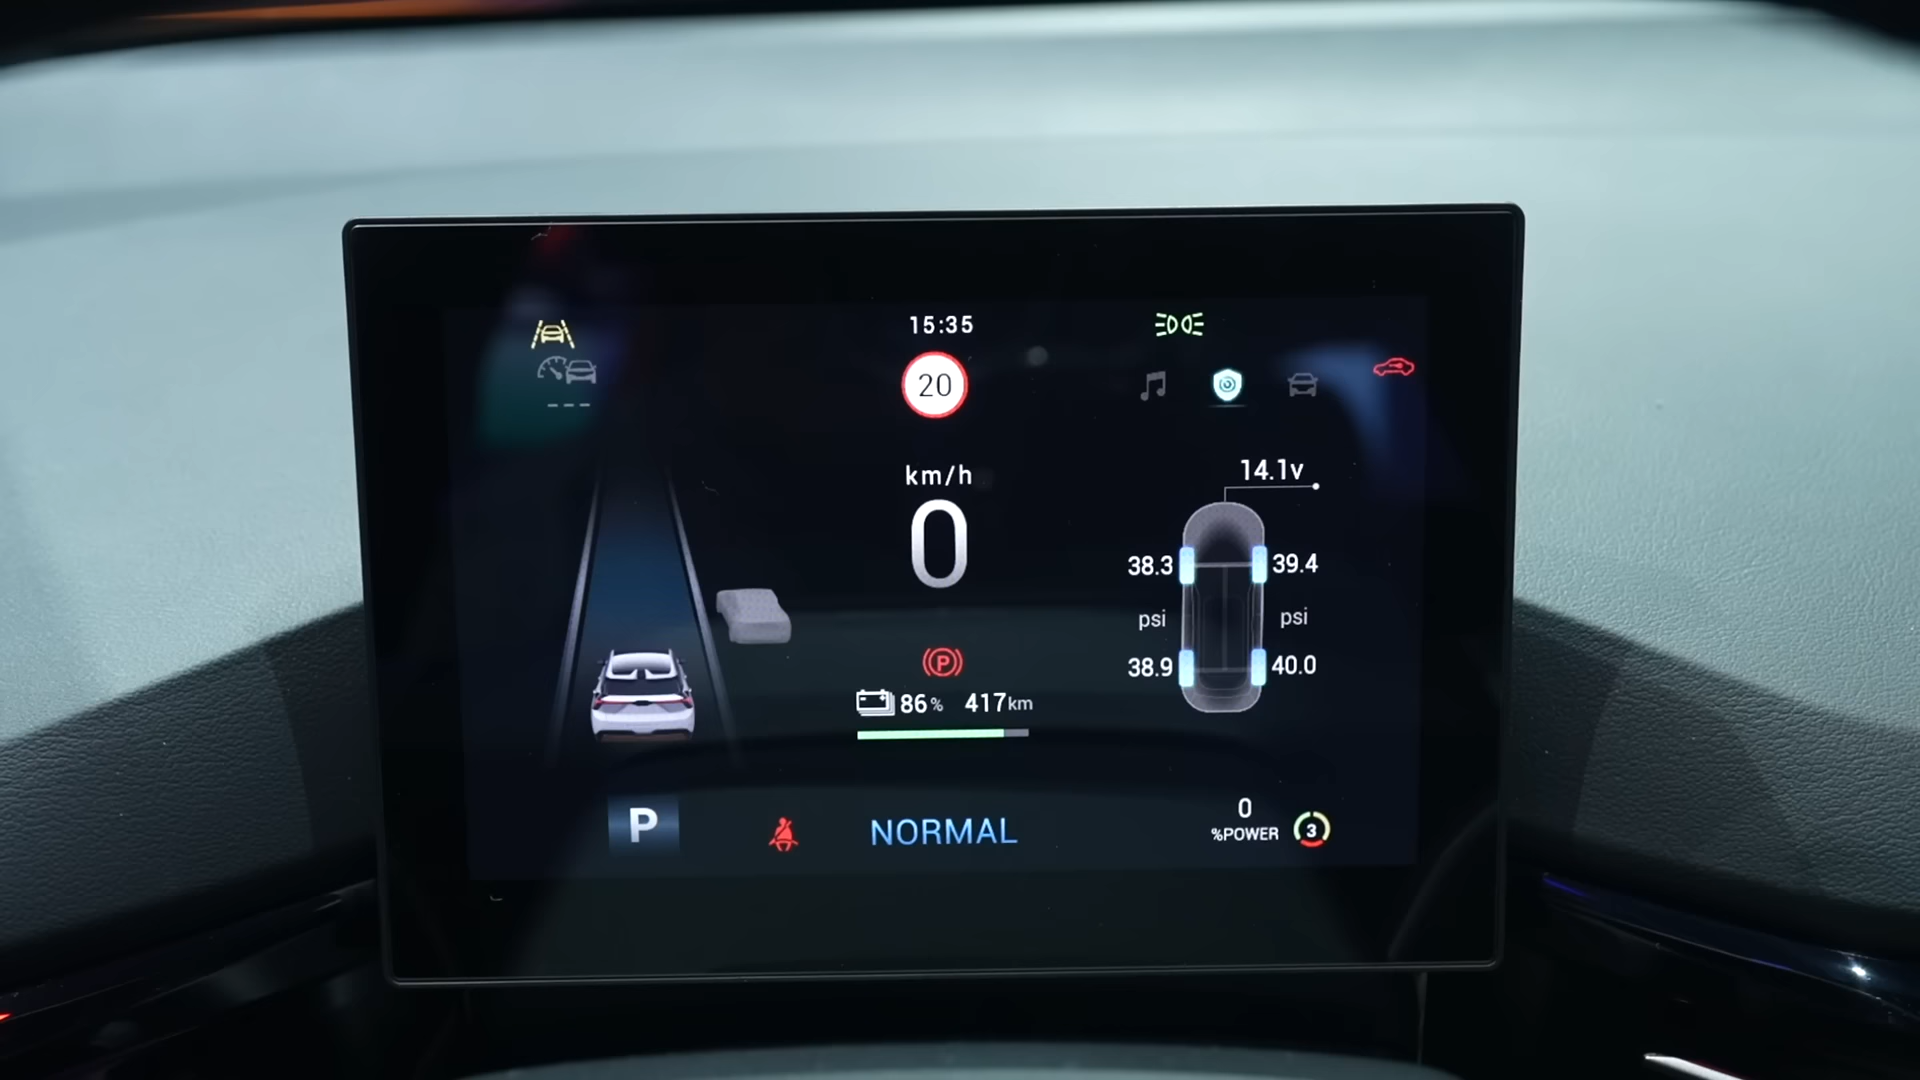 15:35
20
km/h
0
14.1v
38.3 39.4
psi psi
38.9 40.0
P
86% 417km
P
NORMAL
0
%POWER
3